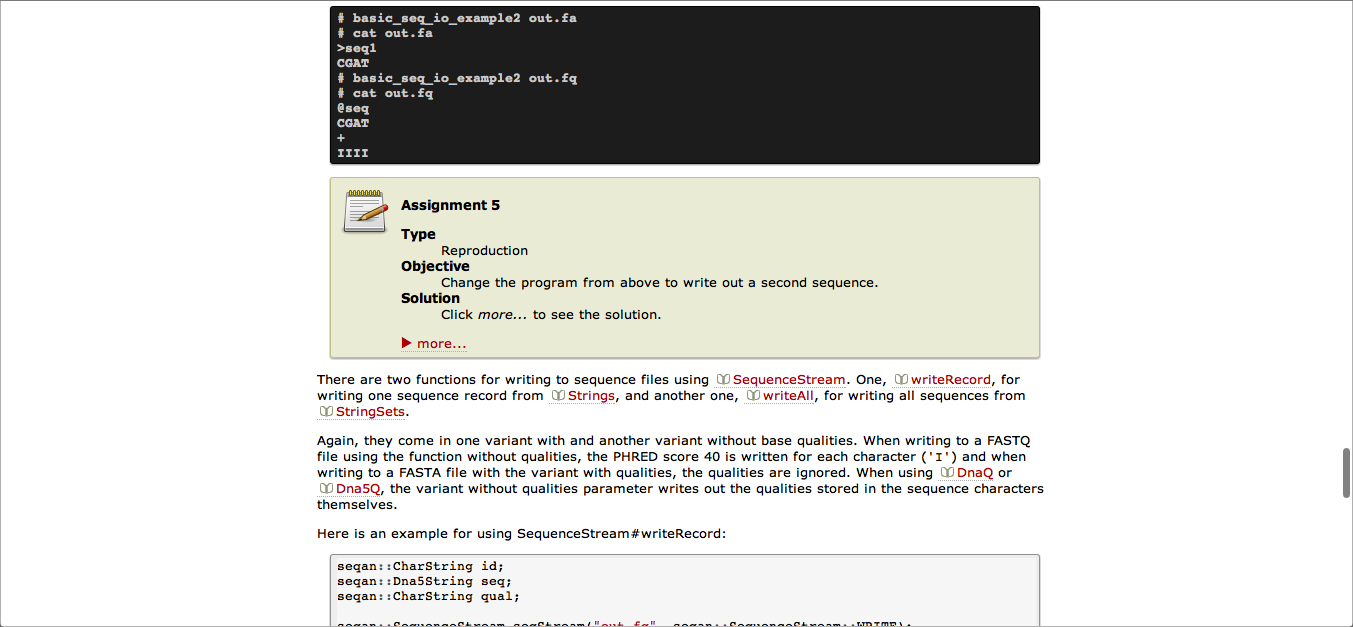 # basic_seq_io_example2 out.fa
# cat out.fa
>seq1
CGAT
# basic_seq_io_example2 out.fq
# cat out.fq
@seq
CGAT
+
IIII
Assignment 5
Type
Reproduction
Objective
Change the program from above to write out a second sequence.
Solution
Click more... to see the solution.
more...
There are two functions for writing to sequence files using SequenceStream. One, writeRecord, for
writing one sequence record from Strings, and another one, writeAll, for writing all sequences from
StringSets.
Again, they come in one variant with and another variant without base qualities. When writing to a FASTQ
file using the function without qualities, the PHRED score 40 is written for each character ('I') and when
writing to a FASTA file with the variant with qualities, the qualities are ignored. When using DnaQ or
Dna5Q, the variant without qualities parameter writes out the qualities stored in the sequence characters
themselves.
Here is an example for using SequenceStream#writeRecord:
seqan::CharString id;
seqan::Dna5String seq;
seqan::CharString qual;
seqan::SequenceStream seqStream("out.fq", seqan::SequenceStream::WRITE);